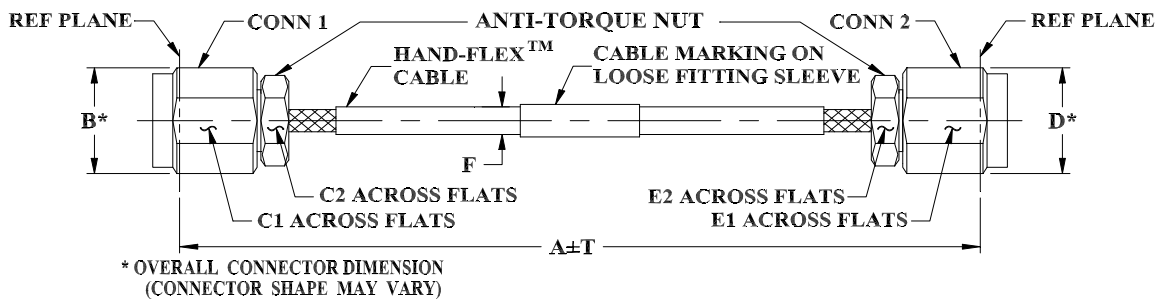 REF PLANE
CONN 1
ANTI-TORQUE NUT
CONN 2
REF PLANE
HAND-FLEX™
CABLE
CABLE MARKING ON
LOOSE FITTING SLEEVE
B*
D*
F
C2 ACROSS FLATS
E2 ACROSS FLATS
C1 ACROSS FLATS
E1 ACROSS FLATS
A±T
* OVERALL CONNECTOR DIMENSION
(CONNECTOR SHAPE MAY VARY)